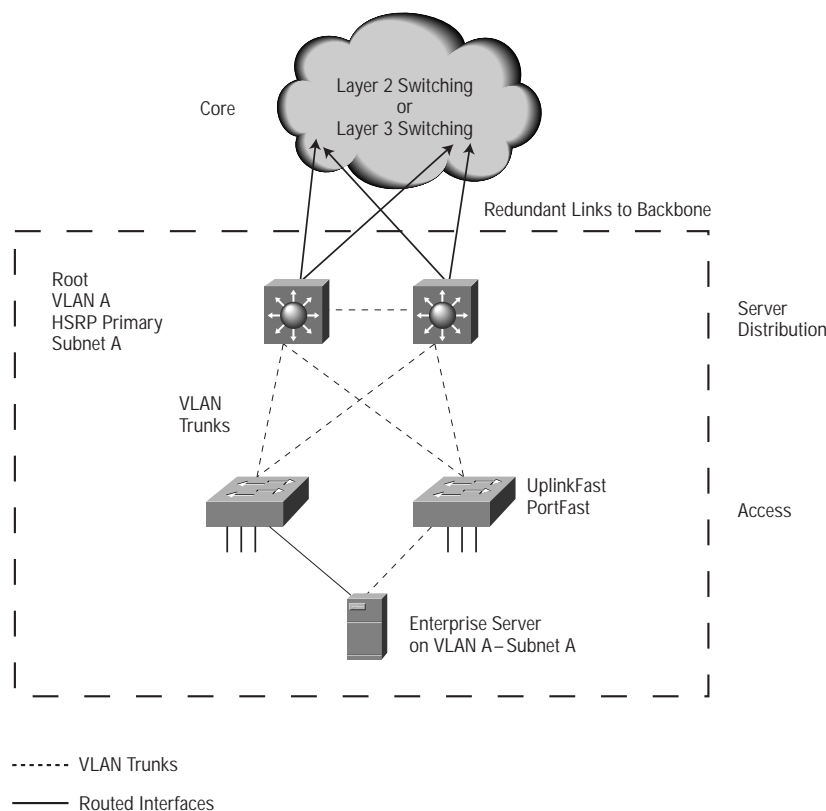 Core
Layer 2 Switching
or
Layer 3 Switching
Redundant Links to Backbone
Root
VLAN A
HSRP Primary
Subnet A
Server
Distribution
VLAN
Trunks
UplinkFast
PortFast
Access
Enterprise Server
on VLAN A–Subnet A
VLAN Trunks
Routed Interfaces